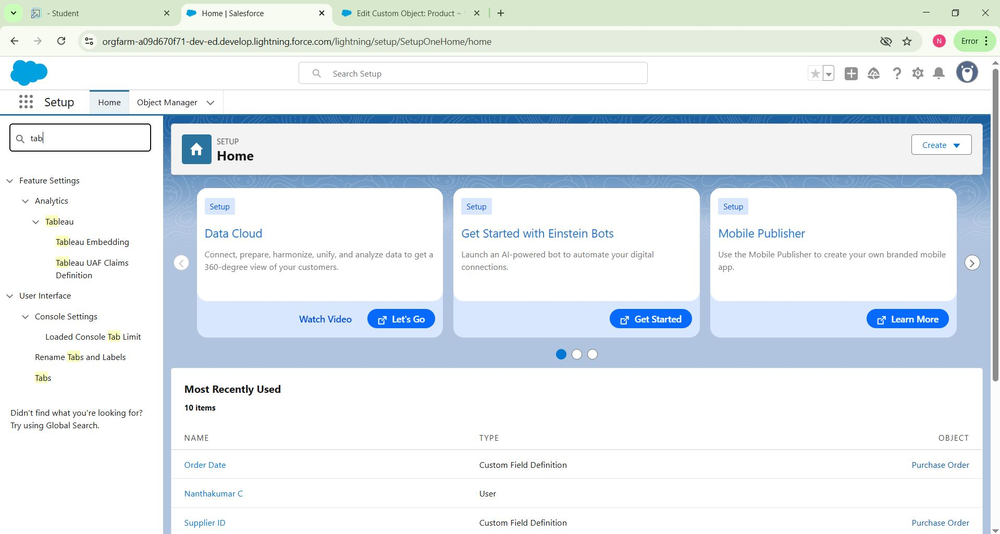 - Student
Home | Salesforce
Edit Custom Object: Product ~
orgfarm-a09d670f71-dev-ed.develop.lightning.force.com/lightning/setup/SetupOneHome/home
N
Error
Search Setup
Setup
Home
Object Manager
tab
SETUP
Home
Create
Feature Settings
Analytics
Tableau
Tableau Embedding
Tableau UAF Claims
Definition
User Interface
Console Settings
Loaded Console Tab Limit
Rename Tabs and Labels
Tabs
Didn't find what you're looking for?
Try using Global Search.
Setup
Data Cloud
Connect, prepare, harmonize, unify, and analyze data to get a
360-degree view of your customers.
Watch Video
Let's Go
Setup
Get Started with Einstein Bots
Launch an AI-powered bot to automate your digital
connections.
Get Started
Setup
Mobile Publisher
Use the Mobile Publisher to create your own branded mobile
app.
Learn More
Most Recently Used
10 items
NAME TYPE OBJECT
Order Date Custom Field Definition Purchase Order
Nanthakumar C User
Supplier ID Custom Field Definition Purchase Order